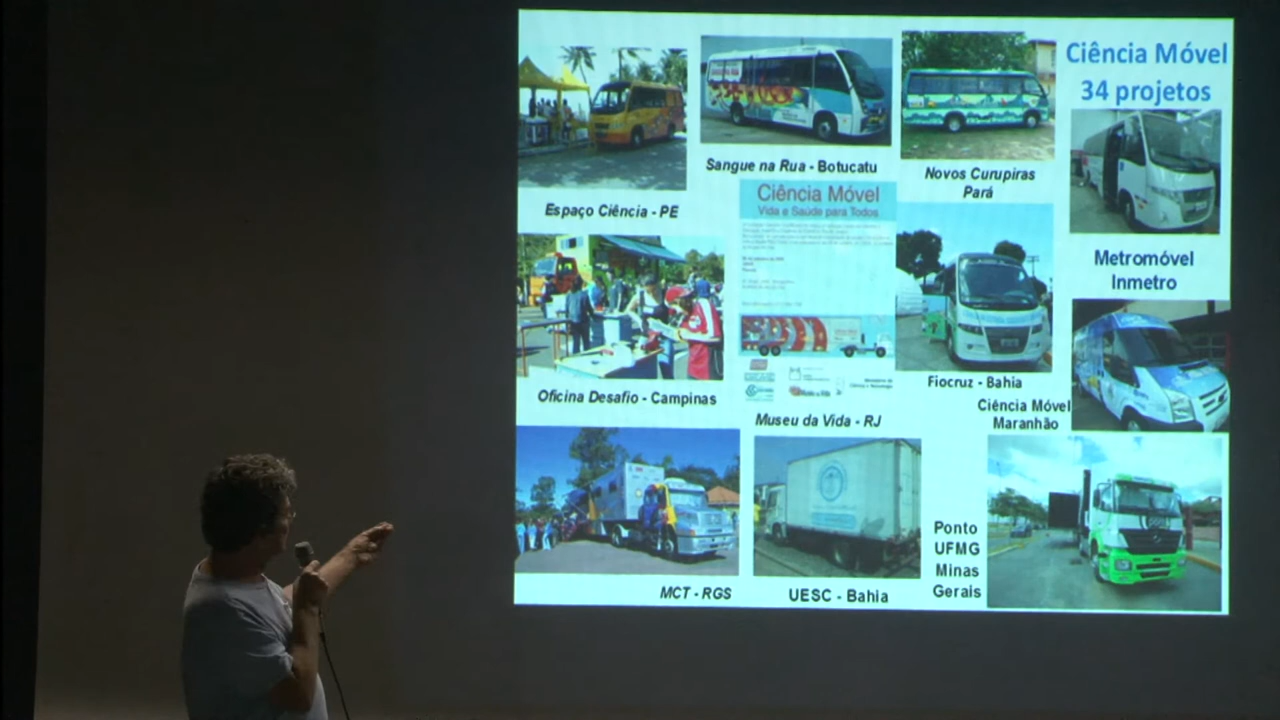 Ciência Móvel
34 projetos
Espaço Ciência - PE
Sangue na Rua - Botucatu
Novos Curupiras
Pará
Metromóvel
Inmetro
Ciência Móvel
Vida e Saúde para Todos
Oficina Desafio - Campinas
Museu da Vida - RJ
Fiocruz - Bahia
Ciência Móvel
Maranhão
MCT - RGS
UESC - Bahia
Ponto
UFMG
Minas
Gerais